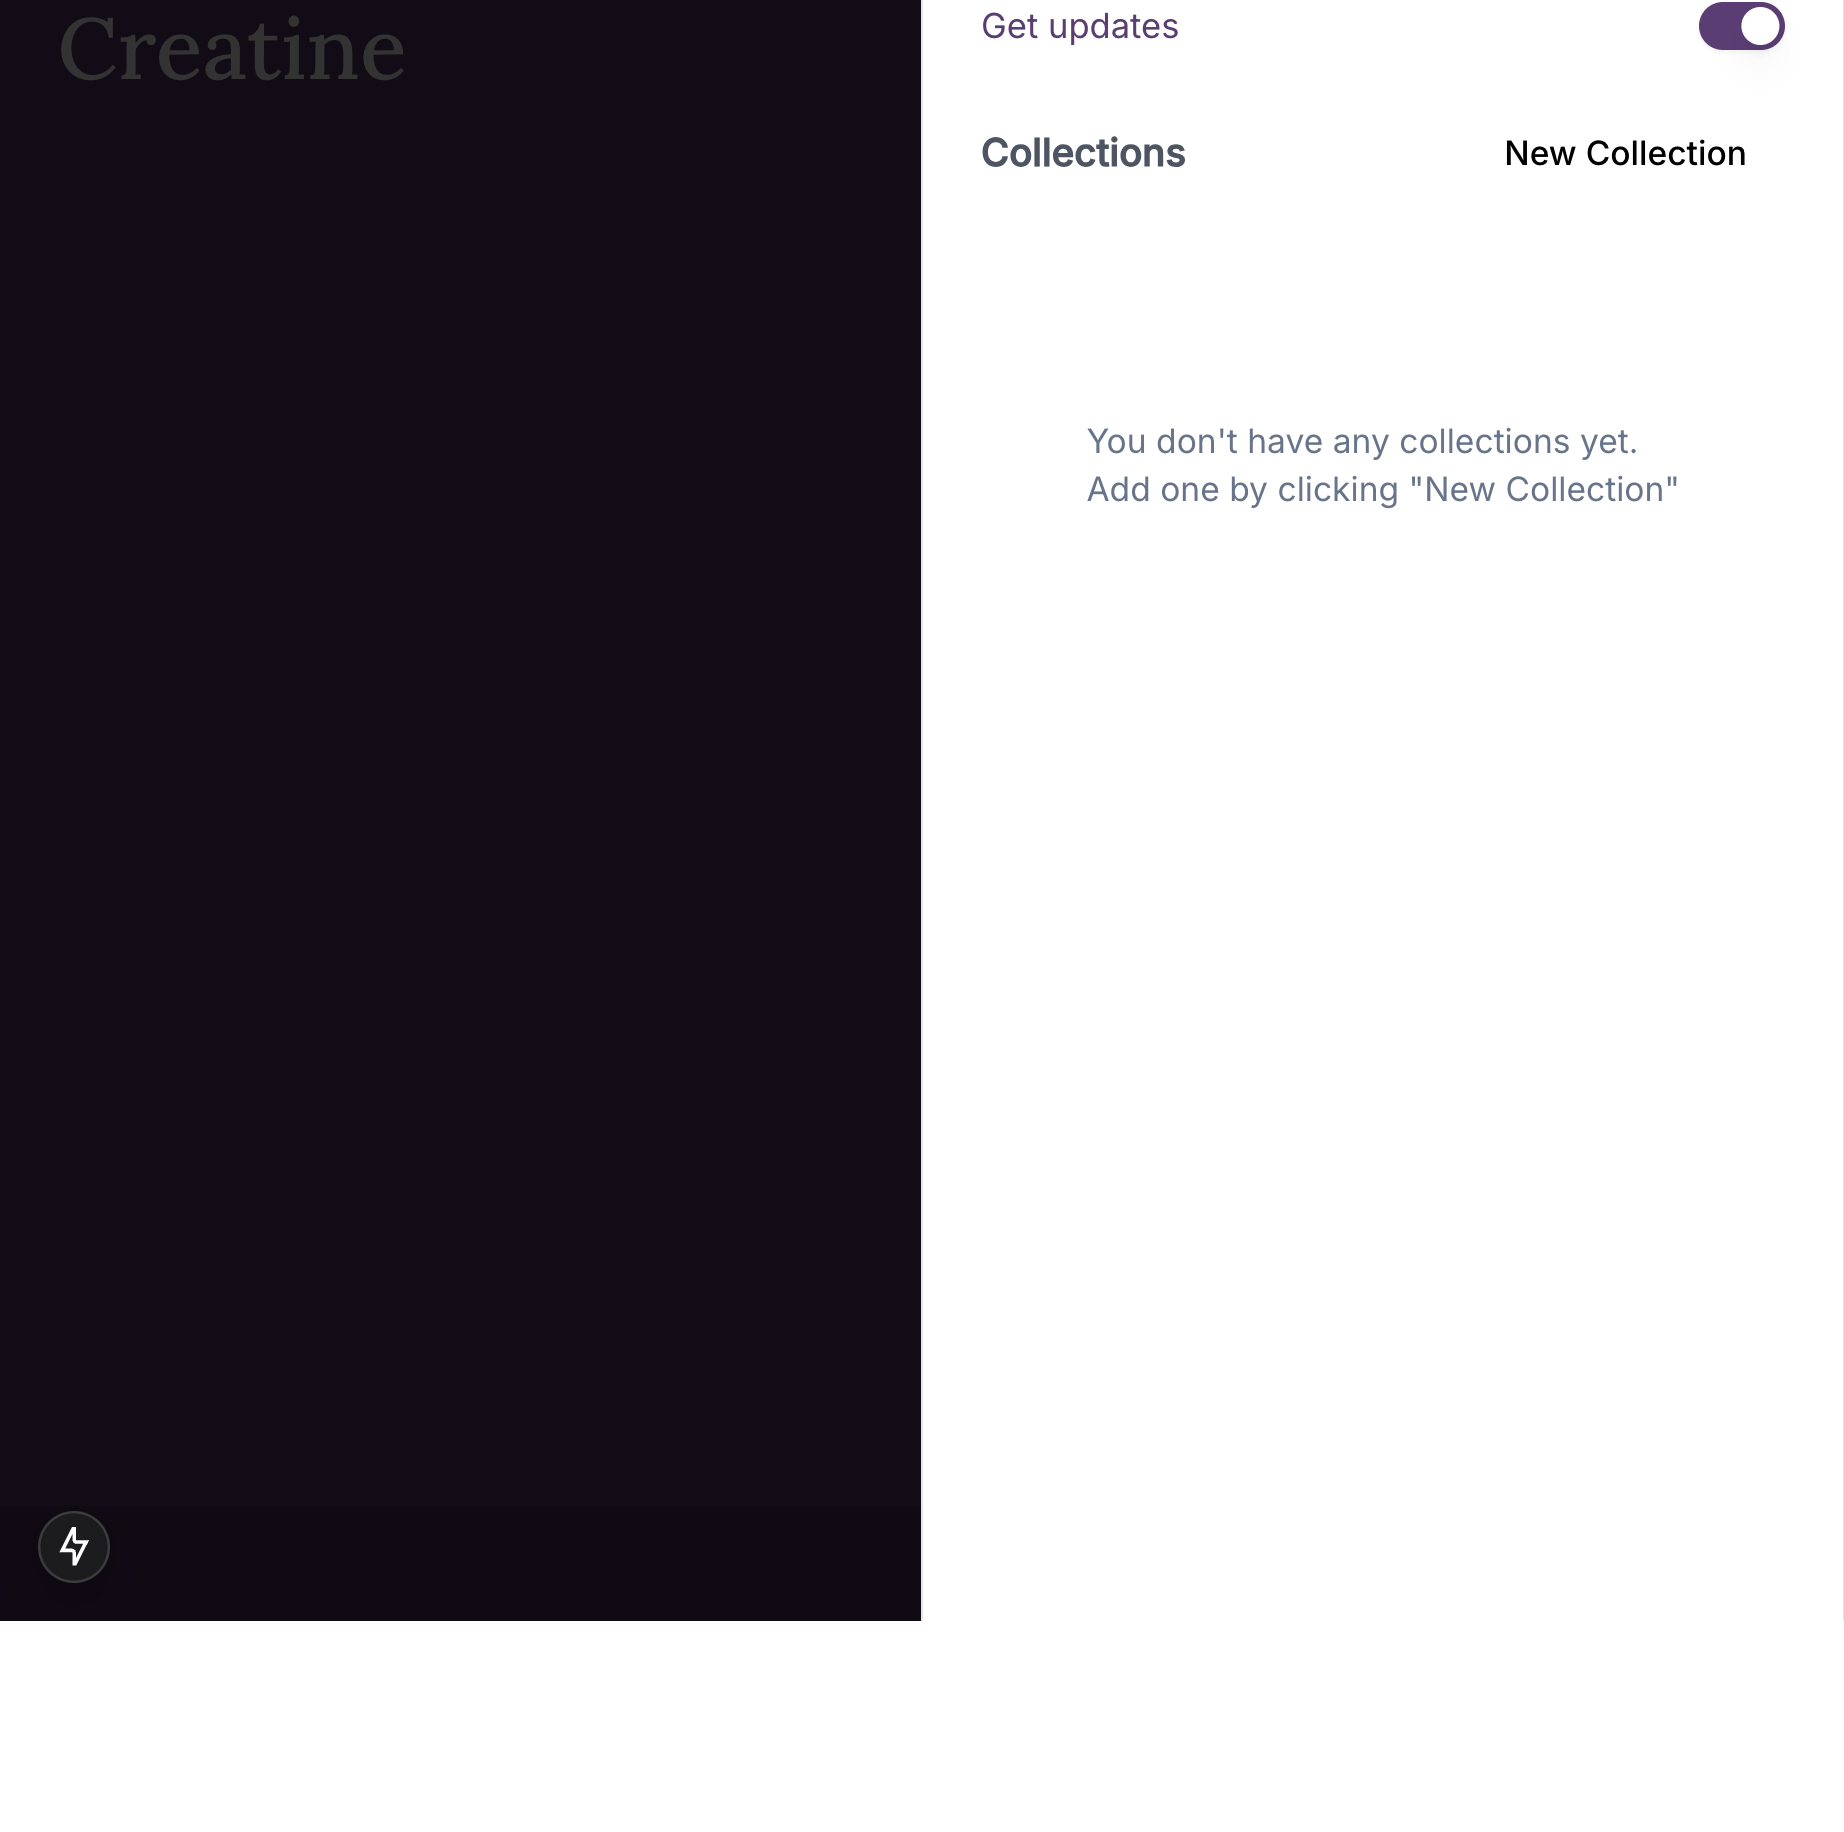 Creatine
Get updates
Collections
New Collection
You don't have any collections yet.
Add one by clicking "New Collection"